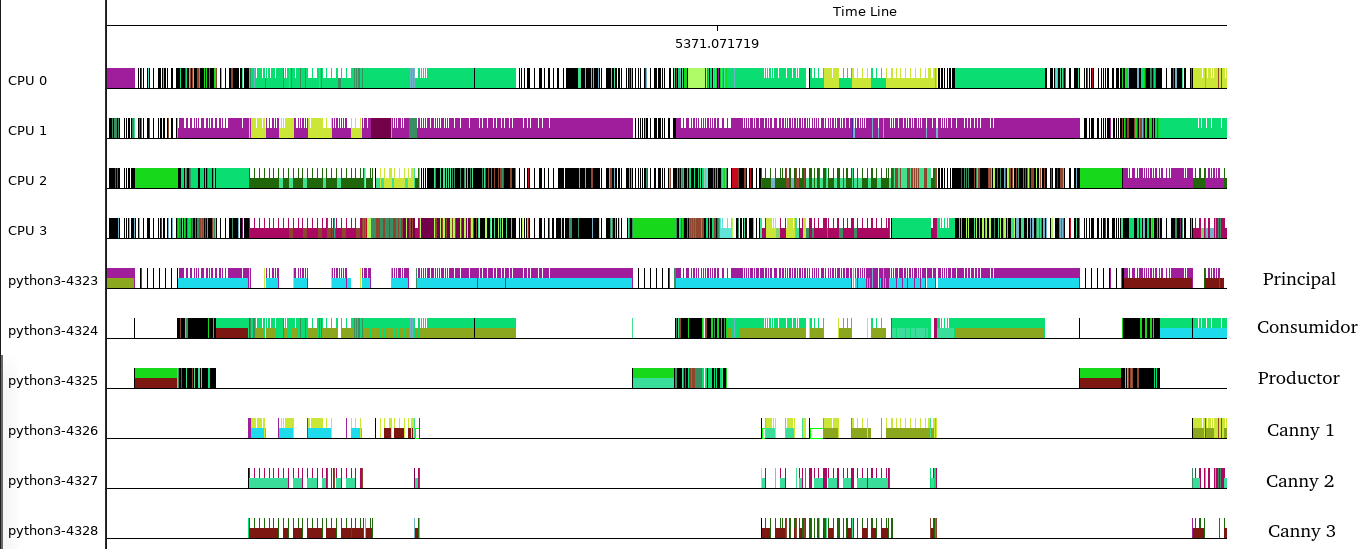 Time Line
5371.071719
CPU 0
CPU 1
CPU 2
CPU 3
python3-4323 Principal
python3-4324 Consumidor
python3-4325 Productor
python3-4326 Canny 1
python3-4327 Canny 2
python3-4328 Canny 3